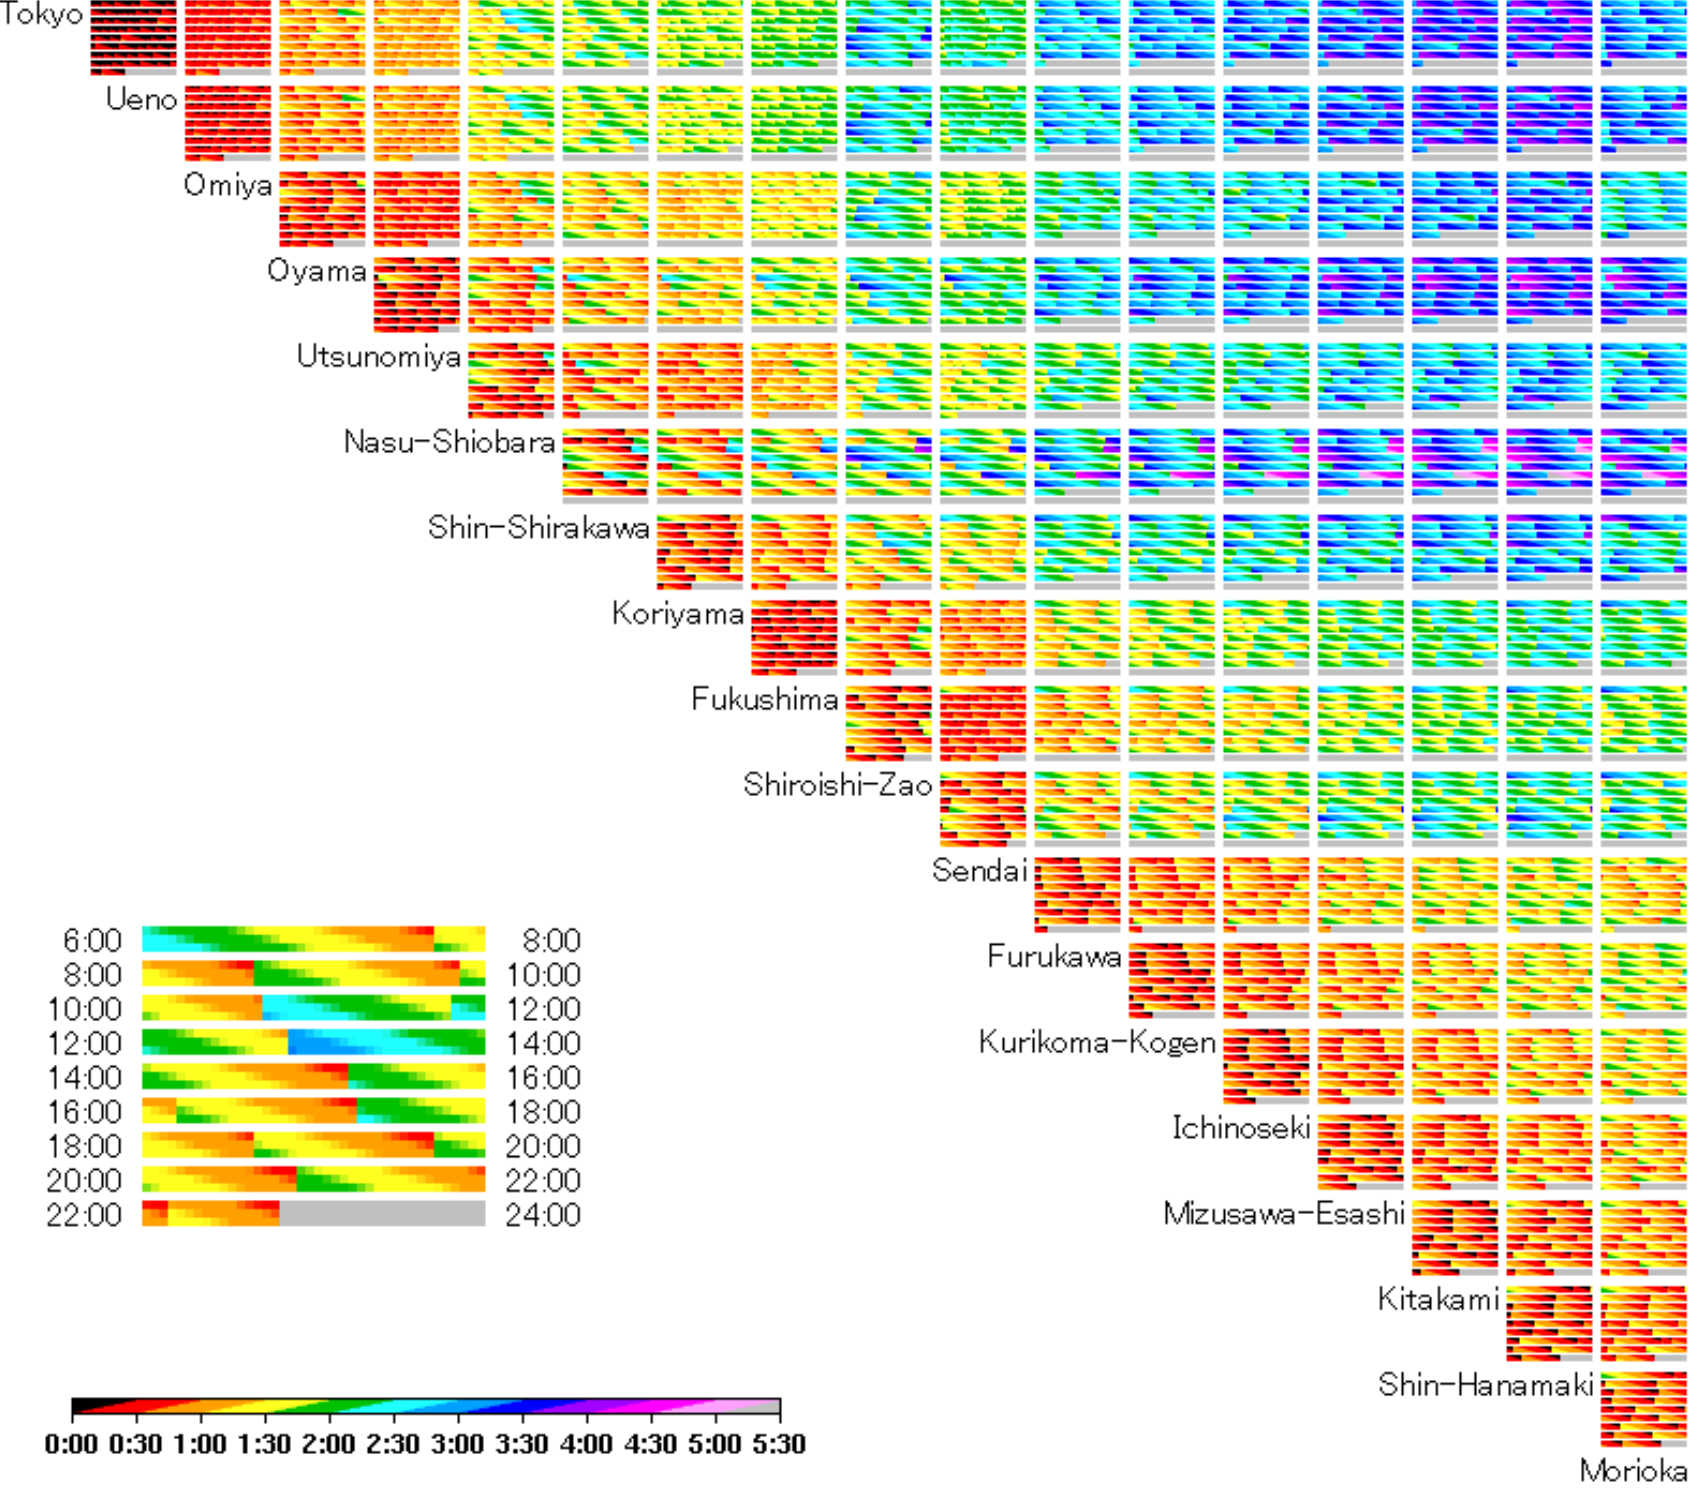 Tokyo
Ueno
Omiya
Oyama
Utsunomiya
Nasu-Shiobara
Shin-Shirakawa
Koriyama
Fukushima
Shiroishi-Zao
Sendai
Furukawa
Kurikoma-Kogen
Ichinoseki
Mizusawa-Esashi
Kitakami
Shin-Hanamaki
Morioka
6:00 8:00
8:00 10:00
10:00 12:00
12:00 14:00
14:00 16:00
16:00 18:00
18:00 20:00
20:00 22:00
22:00 24:00
0:00 0:30 1:00 1:30 2:00 2:30 3:00 3:30 4:00 4:30 5:00 5:30